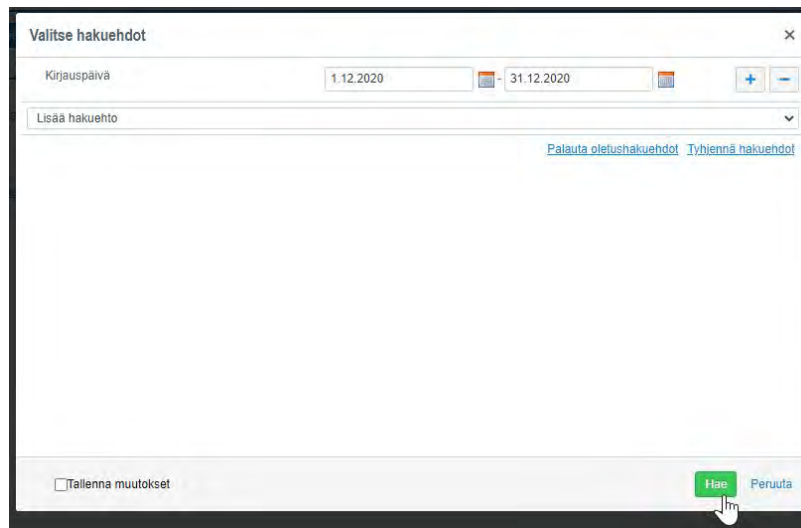 Valitse hakuehdot ×
Kirjauspäivä 1.12.2020 - 31.12.2020 + −
Lisää hakuehto
Palauta oletushakuehdot Tyhjennä hakuehdot
Tallenna muutokset Hae Peruuta